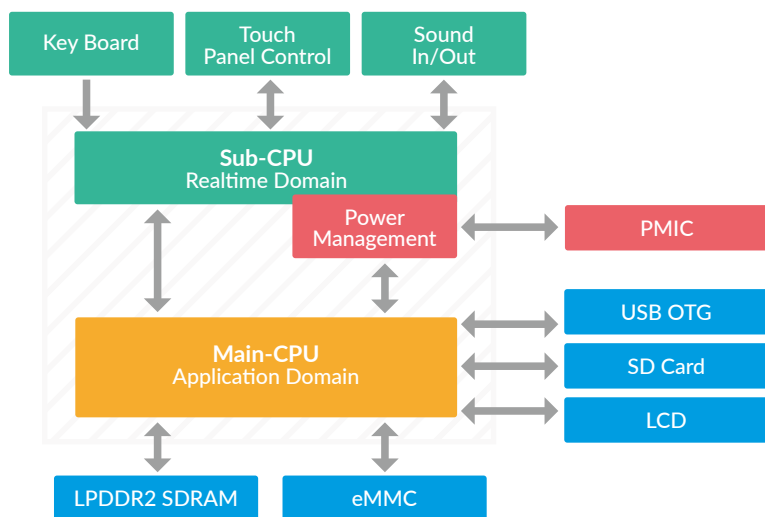 Key Board
Touch
Panel Control
Sound
In/Out
Sub-CPU
Realtime Domain
Power
Management
PMIC
USB OTG
Main-CPU
Application Domain
SD Card
LCD
LPDDR2 SDRAM
eMMC